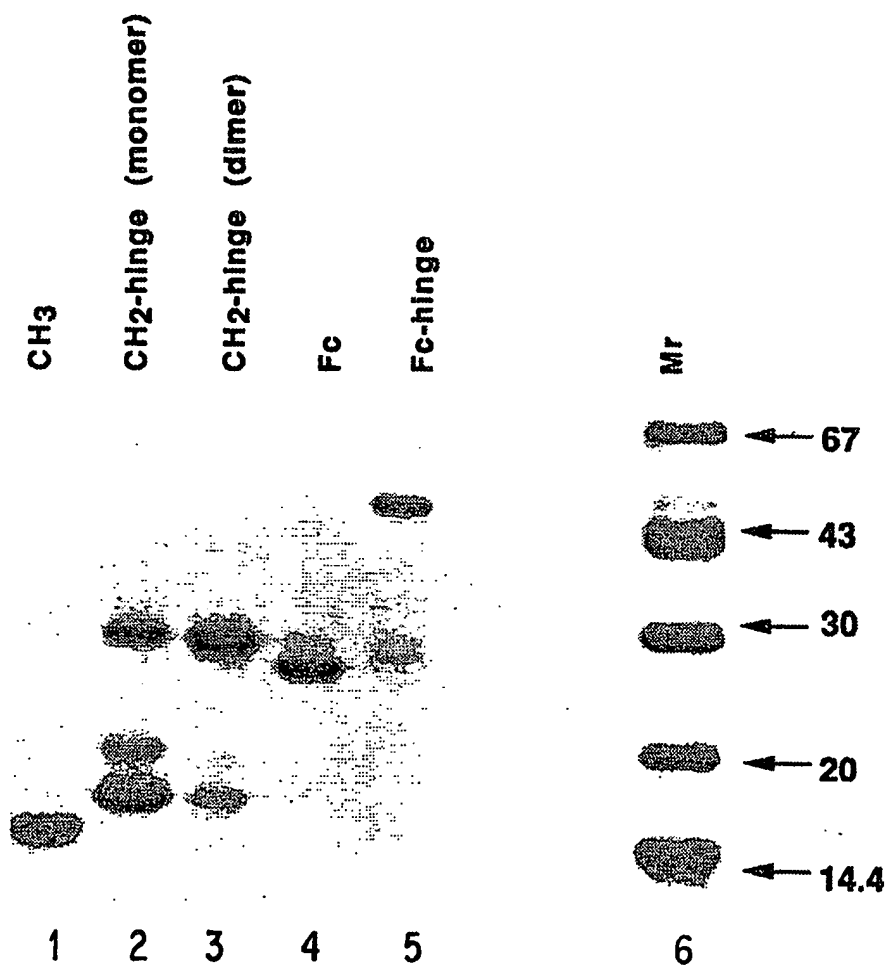 CH3
CH2-hinge (monomer)
CH2-hinge (dimer)
Fc
Fc-hinge
Mr
67
43
30
20
14.4
1 2 3 4 5 6